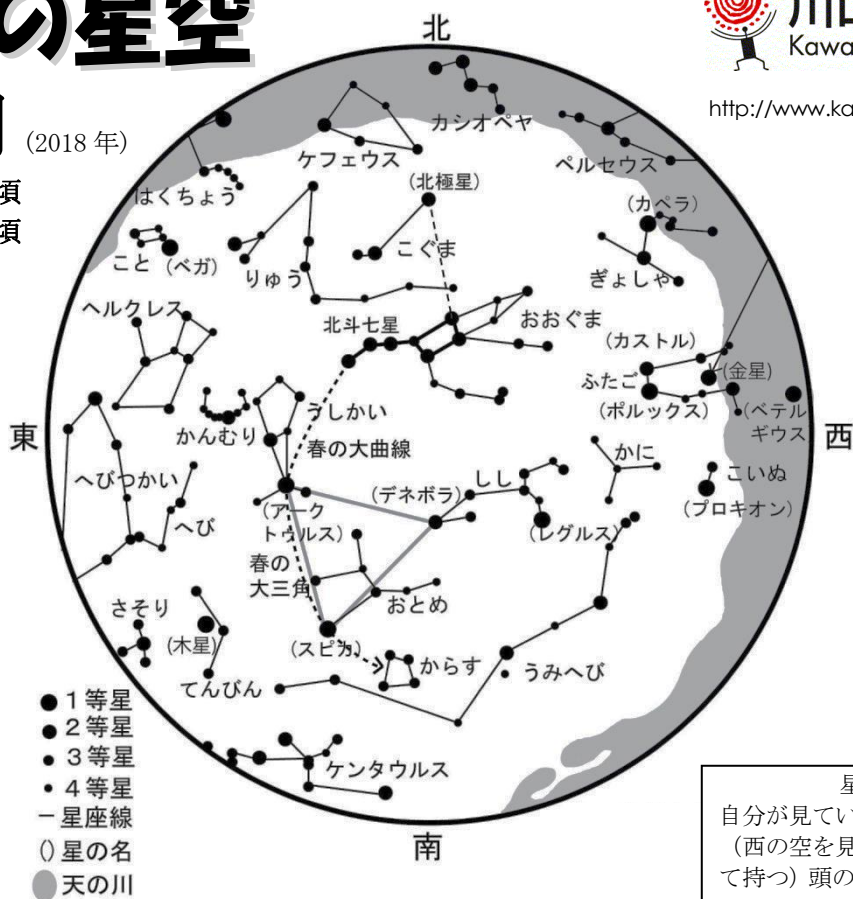 の星空
(2018 年)
頃
頃
Kawa
http://www.ka
北
カシオペヤ
ケフェウス
ペルセウス
はくちょう
(北極星)
(カペラ)
こと (ベガ)
りゅう
こぐま
ぎょしゃ
ヘルクレス
北斗七星
おおぐま
(カストル)
ふたご
(金星)
(ポルックス)
(ベテル
ギウス
うしかい
かんむり
春の大曲線
東
西
かに
へびつかい
しし
(デネボラ)
こいぬ
(プロキオン)
(アーク
トゥルス)
(レグルス)
へび
春の
大三角
おとめ
さそり
(木星)
(スピカ)
からす
うみへび
てんびん
ケンタウルス
南
1等星
2等星
3等星
4等星
−星座線
()星の名
天の川
星
自分が見てい
(西の空を見
て持つ) 頭の